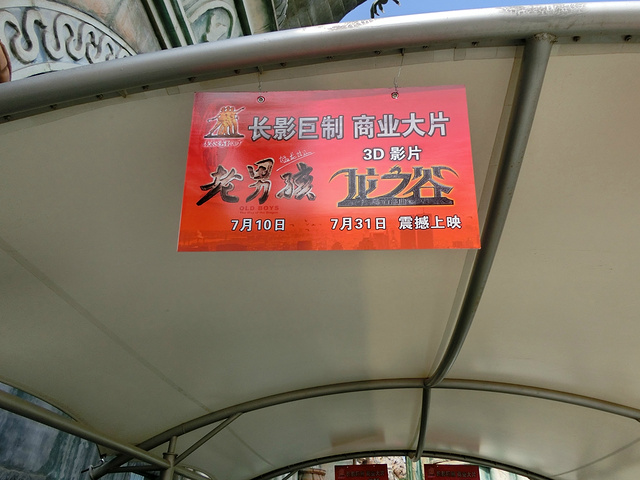 长影巨制 商业大片
3D 影片
老男孩
龙之谷
OLD BOYS
7月10日
7月31日 震撼上映